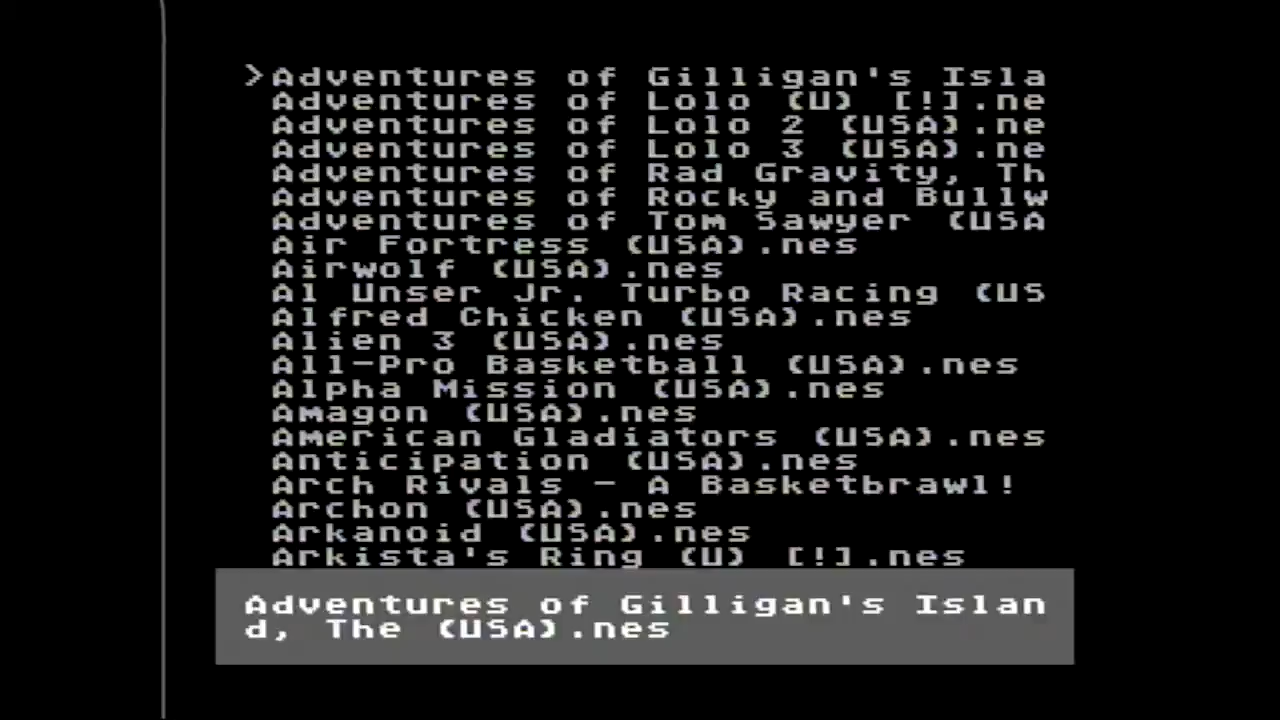 >Adventures of Gilligan's Isla
Adventures of Lolo (U) [!].ne
Adventures of Lolo 2 (USA).ne
Adventures of Lolo 3 (USA).ne
Adventures of Rad Gravity, Th
Adventures of Rocky and Bullw
Adventures of Tom Sawyer (USA
Air Fortress (USA).nes
Airwolf (USA).nes
Al Unser Jr. Turbo Racing (US
Alfred Chicken (USA).nes
Alien 3 (USA).nes
All-Pro Basketball (USA).nes
Alpha Mission (USA).nes
Amagon (USA).nes
American Gladiators (USA).nes
Anticipation (USA).nes
Arch Rivals - A Basketbrawl!
Archon (USA).nes
Arkanoid (USA).nes
Arkista's Ring (U) [!].nes
Adventures of Gilligan's Islan
d, The (USA).nes